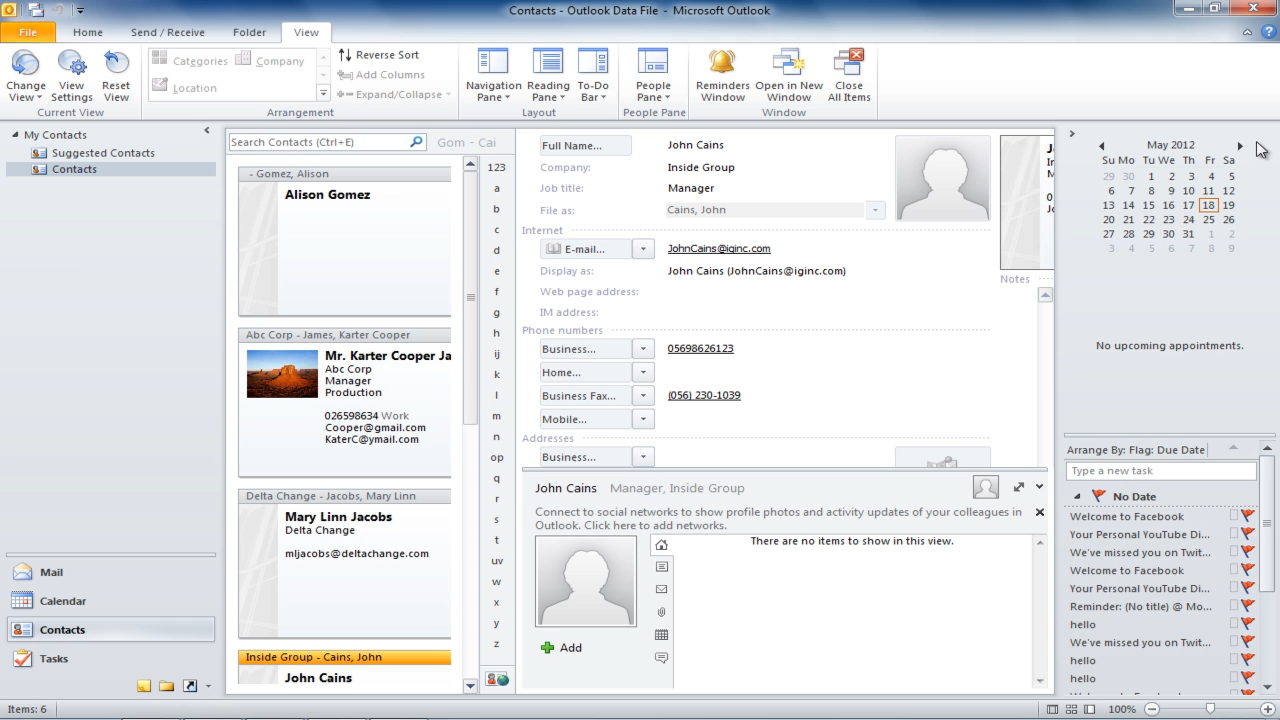 Contacts - Outlook Data File - Microsoft Outlook
File Home Send / Receive Folder View
Change View
View Settings
Reset View
Current View
Categories Company
Location
Reverse Sort
Add Columns
Expand/Collapse
Arrangement
Navigation Pane
Reading Pane
To-Do Bar
Layout
People Pane
People Pane
Reminders Window
Open in New Window
Close All Items
Window
My Contacts
Suggested Contacts
Contacts
Mail
Calendar
Contacts
Tasks
Search Contacts (Ctrl+E)
Gom - Cai
- Gomez, Alison
Alison Gomez
Abc Corp - James, Karter Cooper
Mr. Karter Cooper Ja
Abc Corp
Manager
Production
026598634 Work
Cooper@gmail.com
KaterC@ymail.com
Delta Change - Jacobs, Mary Linn
Mary Linn Jacobs
Delta Change
mljacobs@deltachange.com
Inside Group - Cains, John
John Cains
123
a
b
c
d
e
f
g
h
ij
k
l
m
n
op
q
r
s
t
uv
w
x
y
z
Full Name... John Cains
Company: Inside Group
Job title: Manager
File as: Cains, John
Internet
E-mail... JohnCains@iginc.com
Display as: John Cains (JohnCains@iginc.com)
Web page address:
IM address:
Phone numbers
Business... 05698626123
Home...
Business Fax... (056) 230-1039
Mobile...
Addresses
Business...
Notes
John Cains Manager, Inside Group
Connect to social networks to show profile photos and activity updates of your colleagues in
Outlook. Click here to add networks.
There are no items to show in this view.
Add
May 2012
Su Mo Tu We Th Fr Sa
29 30 1 2 3 4 5
6 7 8 9 10 11 12
13 14 15 16 17 18 19
20 21 22 23 24 25 26
27 28 29 30 31 1 2
3 4 5 6 7 8 9
No upcoming appointments.
Arrange By: Flag: Due Date
Type a new task
No Date
Welcome to Facebook
Your Personal YouTube Di...
We've missed you on Twit...
Welcome to Facebook
Your Personal YouTube Di...
Reminder: (No title) @ Mo...
hello
We've missed you on Twit...
hello
hello
Items: 6
100%